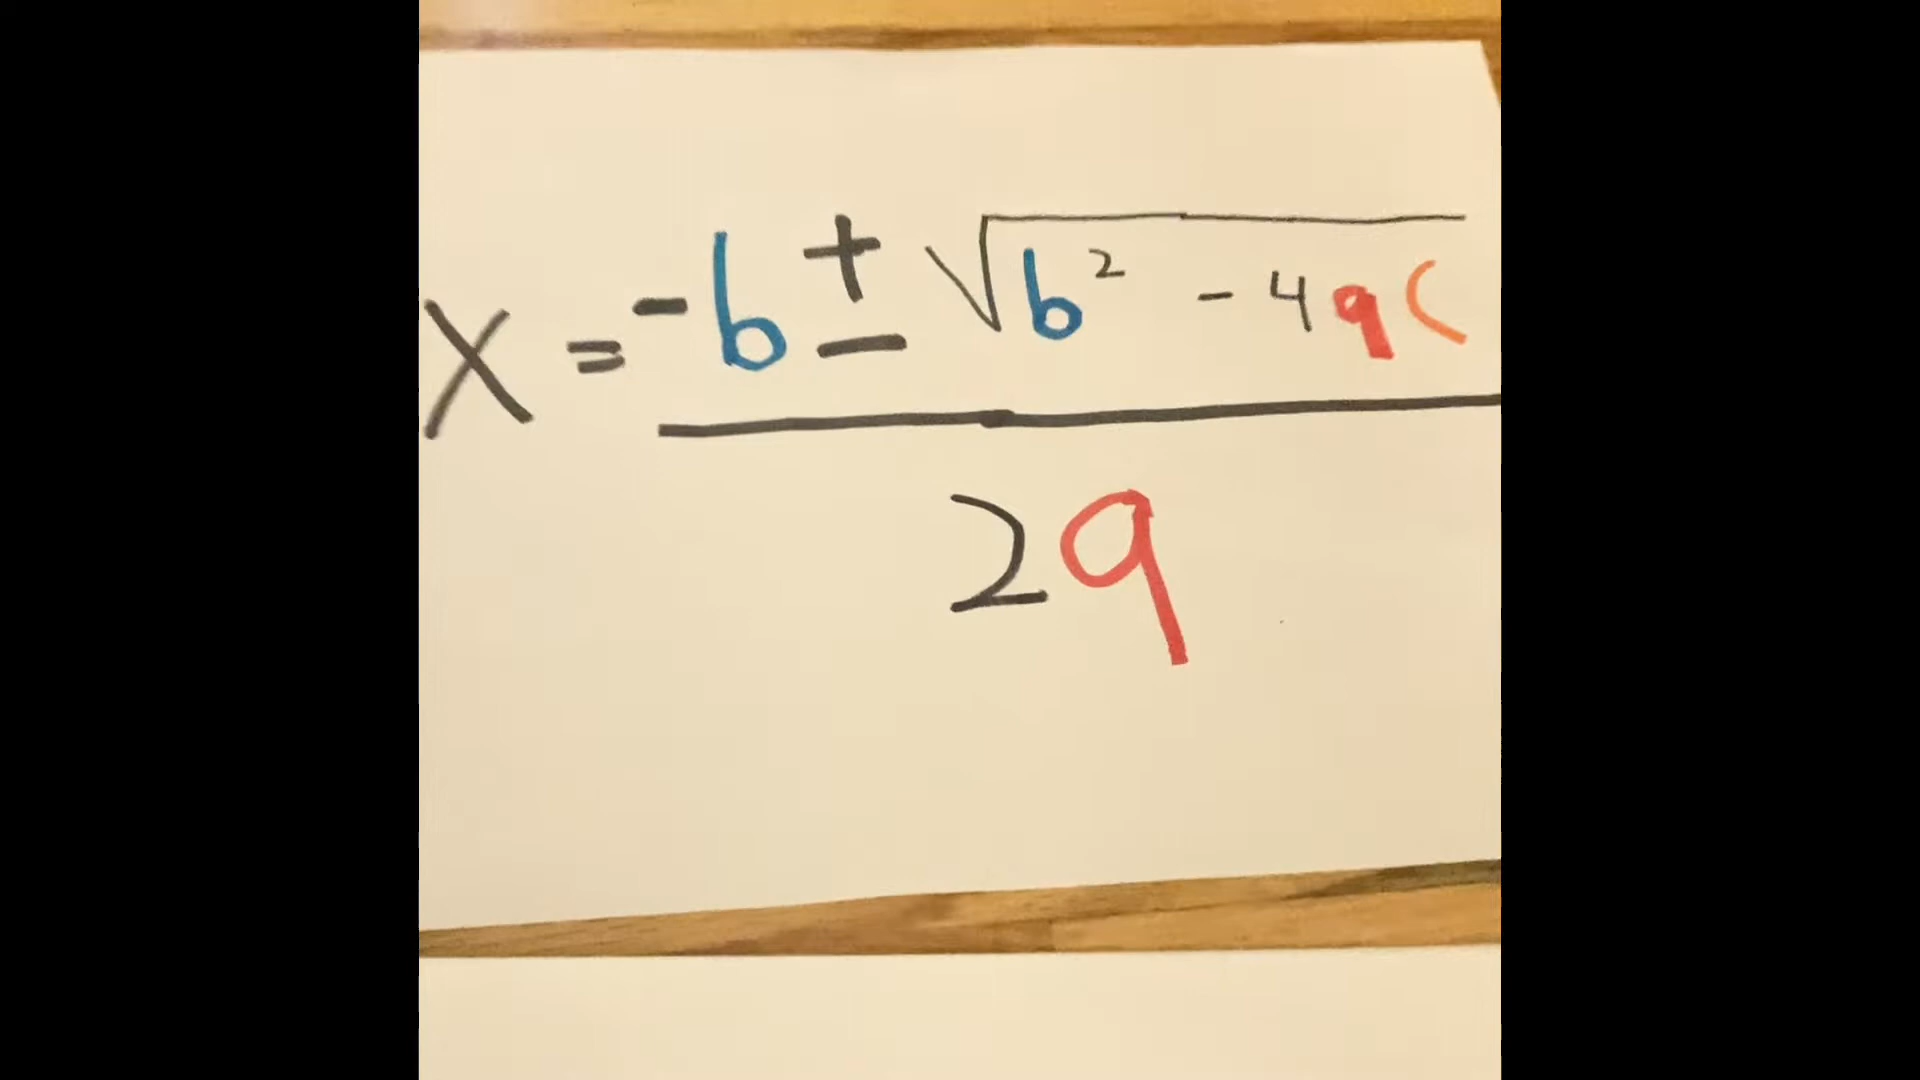 x = -b ± √b² - 4ac
2a